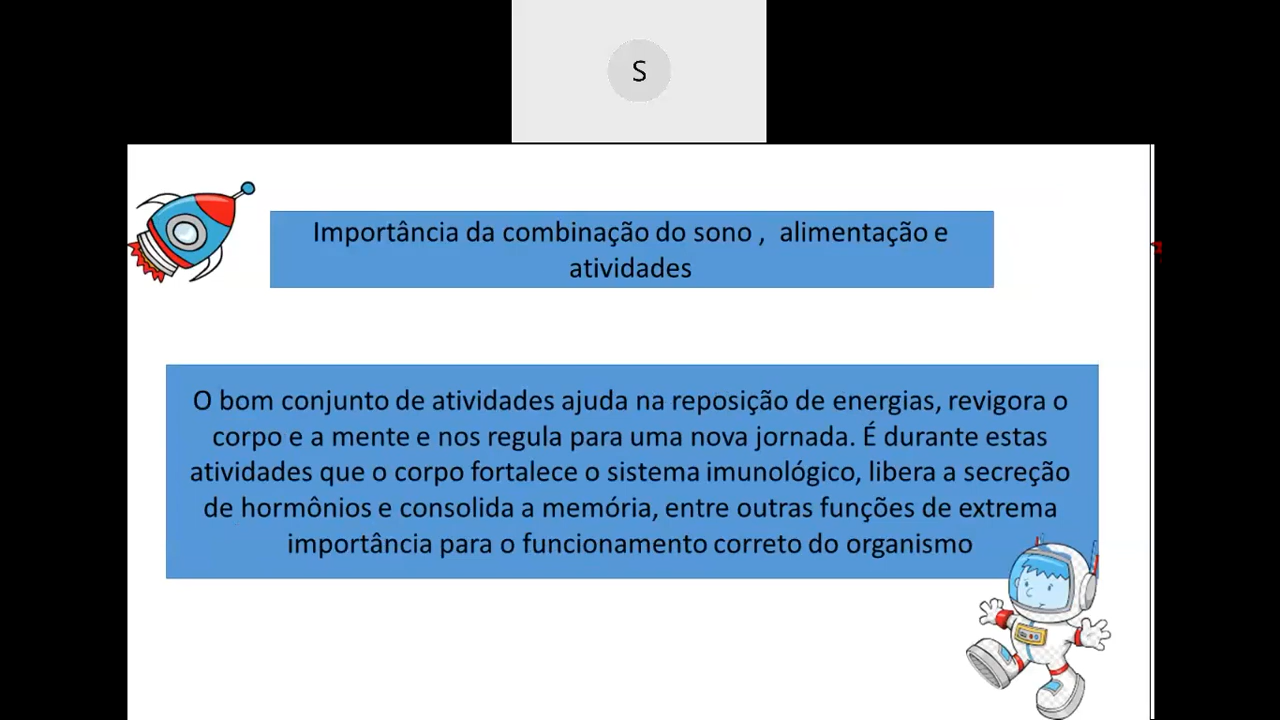 S
Importância da combinação do sono , alimentação e
atividades
O bom conjunto de atividades ajuda na reposição de energias, revigora o
corpo e a mente e nos regula para uma nova jornada. É durante estas
atividades que o corpo fortalece o sistema imunológico, libera a secreção
de hormônios e consolida a memória, entre outras funções de extrema
importância para o funcionamento correto do organismo